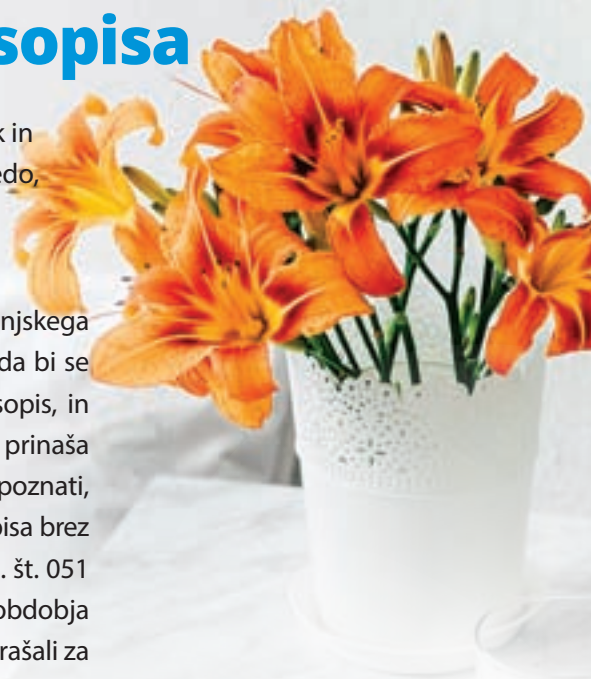 sopisa
k in
edo,
njskega
da bi se
sopis, in
prinaša
poznati,
pisa brez
. št. 051
obdobja
rašali za